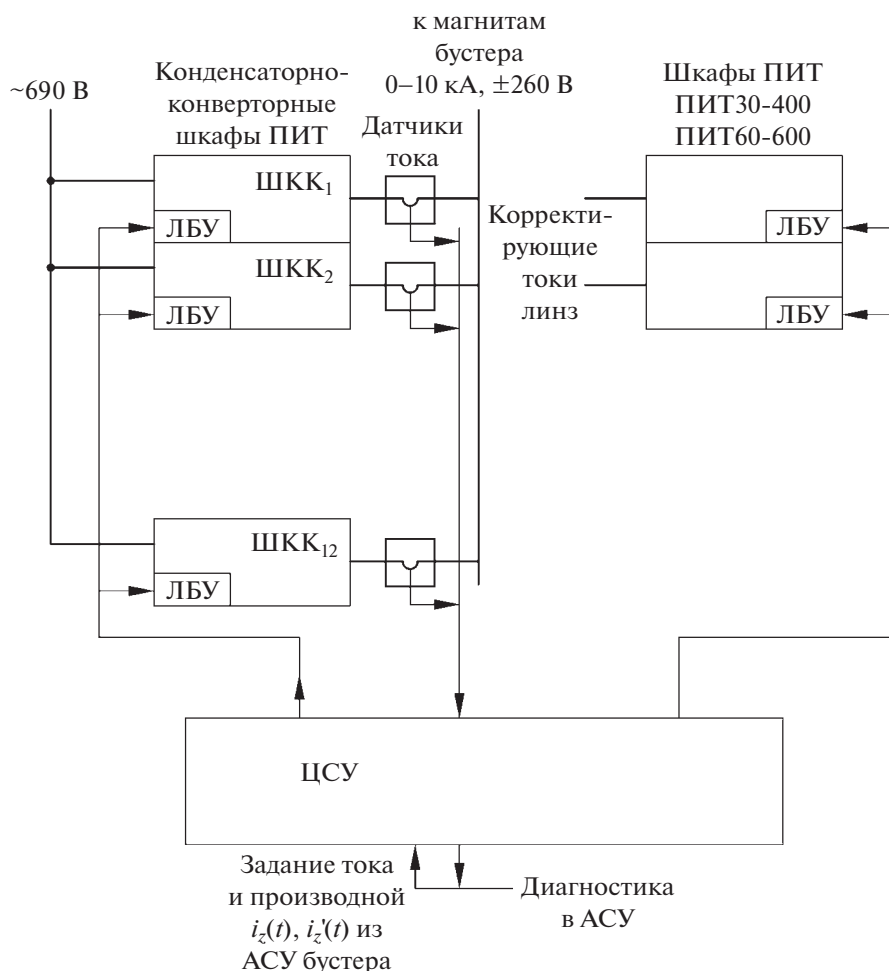 ~690 В
Конденсаторно-
конверторные
шкафы ПИТ
Датчики
тока
к магнитам
бустера
0–10 кА, ±260 В
Шкафы ПИТ
ПИТ30-400
ПИТ60-600
ШКК₁
ЛБУ
ШКК₂
ЛБУ
Корректи-
рующие
токи
линз
ЛБУ
ЛБУ
ШКК₁₂
ЛБУ
ЦСУ
Задание тока
и производной
i_z(t), i_z'(t) из
АСУ бустера
Диагностика
в АСУ